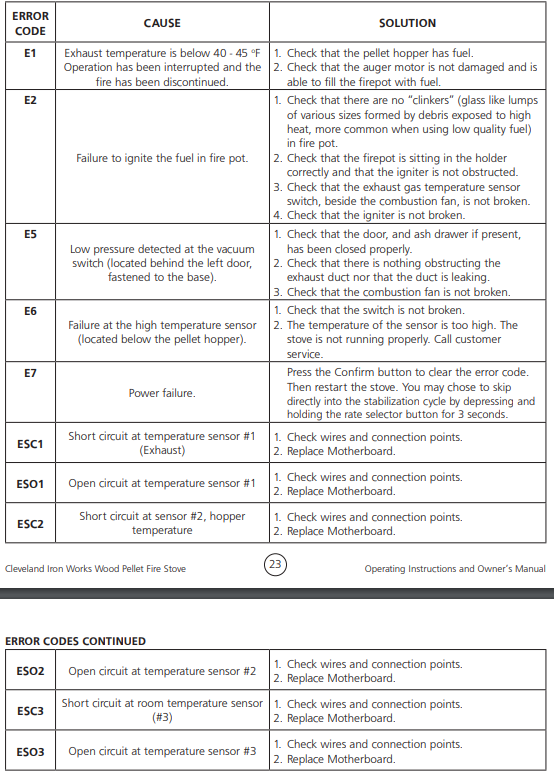 ERROR
CODE
CAUSE
SOLUTION
E1
Exhaust temperature is below 40 - 45 °F
Operation has been interrupted and the
fire has been discontinued.
1. Check that the pellet hopper has fuel.
2. Check that the auger motor is not damaged and is
able to fill the firepot with fuel.
E2
Failure to ignite the fuel in fire pot.
1. Check that there are no “clinkers” (glass like lumps
of various sizes formed by debris exposed to high
heat, more common when using low quality fuel)
in fire pot.
2. Check that the firepot is sitting in the holder
correctly and that the igniter is not obstructed.
3. Check that the exhaust gas temperature sensor
switch, beside the combustion fan, is not broken.
4. Check that the igniter is not broken.
E5
Low pressure detected at the vacuum
switch (located behind the left door,
fastened to the base).
1. Check that the door, and ash drawer if present,
has been closed properly.
2. Check that there is nothing obstructing the
exhaust duct nor that the duct is leaking.
3. Check that the combustion fan is not broken.
E6
Failure at the high temperature sensor
(located below the pellet hopper).
1. Check that the switch is not broken.
2. The temperature of the sensor is too high. The
stove is not running properly. Call customer
service.
E7
Power failure.
Press the Confirm button to clear the error code.
Then restart the stove. You may chose to skip
directly into the stabilization cycle by depressing and
holding the rate selector button for 3 seconds.
ESC1
Short circuit at temperature sensor #1
(Exhaust)
1. Check wires and connection points.
2. Replace Motherboard.
ESO1
Open circuit at temperature sensor #1
1. Check wires and connection points.
2. Replace Motherboard.
ESC2
Short circuit at sensor #2, hopper
temperature
1. Check wires and connection points.
2. Replace Motherboard.
Cleveland Iron Works Wood Pellet Fire Stove
23
Operating Instructions and Owner’s Manual
ERROR CODES CONTINUED
ESO2
Open circuit at temperature sensor #2
1. Check wires and connection points.
2. Replace Motherboard.
ESC3
Short circuit at room temperature sensor
(#3)
1. Check wires and connection points.
2. Replace Motherboard.
ESO3
Open circuit at temperature sensor #3
1. Check wires and connection points.
2. Replace Motherboard.